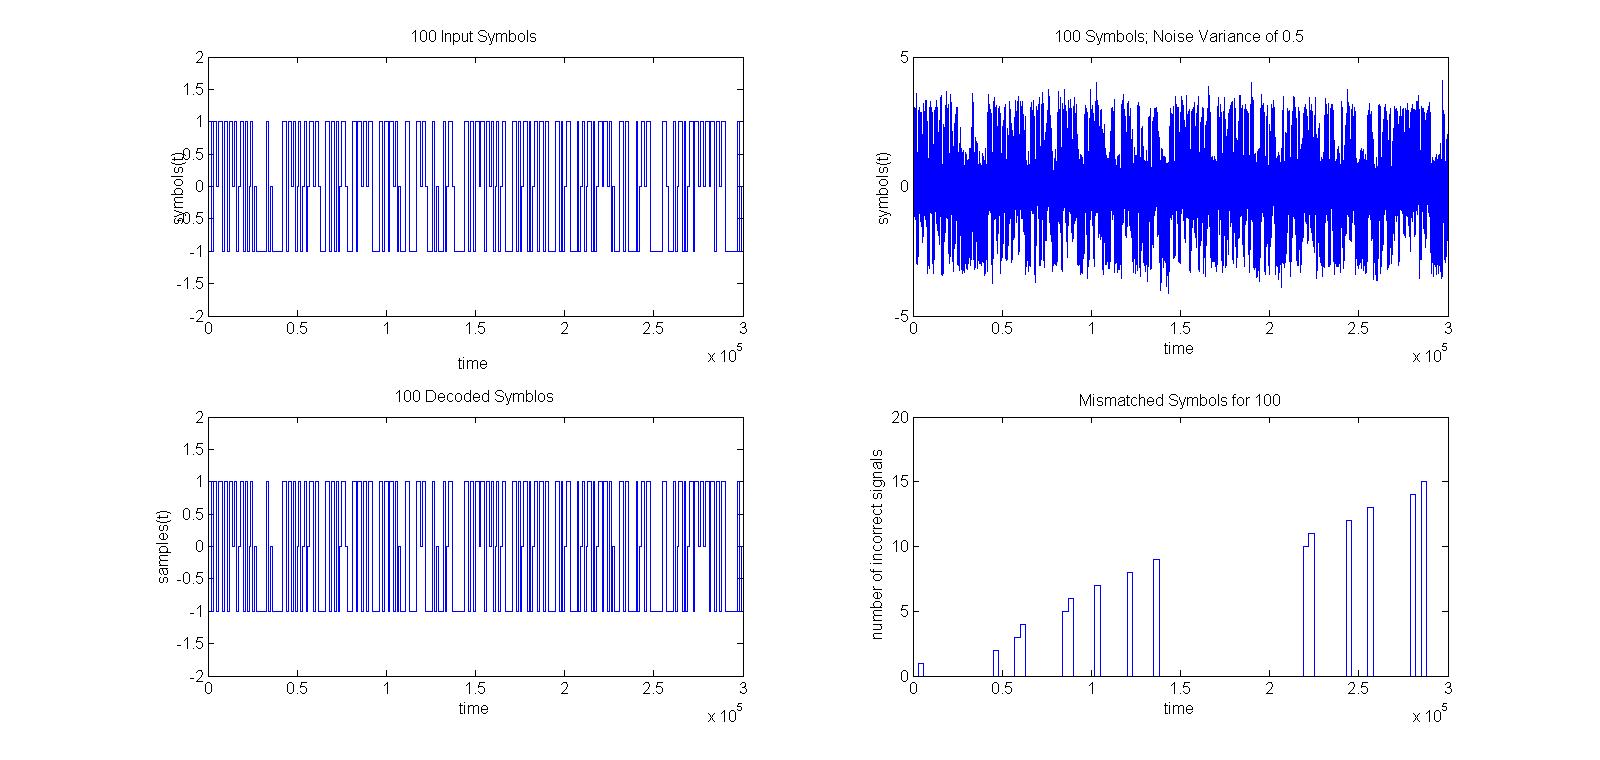 100 Input Symbols
2
1.5
1
0.5
0
-0.5
-1
-1.5
-2
symbols(t)
0 0.5 1 1.5 2 2.5 3
x 10^5
time
100 Symbols; Noise Variance of 0.5
5
0
-5
symbols(t)
0 0.5 1 1.5 2 2.5 3
time
x 10^5
100 Decoded Symblos
2
1.5
1
0.5
0
-0.5
-1
-1.5
-2
samples(t)
0 0.5 1 1.5 2 2.5 3
time
x 10^5
Mismatched Symbols for 100
20
15
10
5
0
number of incorrect signals
0 0.5 1 1.5 2 2.5 3
time
x 10^5